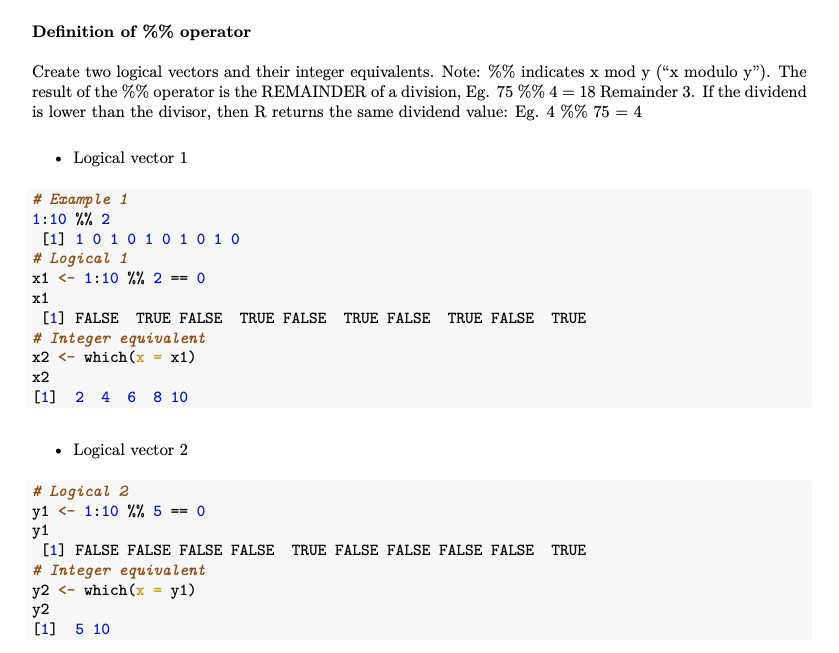 Definition of %% operator
Create two logical vectors and their integer equivalents. Note: %% indicates x mod y (“x modulo y”). The
result of the %% operator is the REMAINDER of a division, Eg. 75 %% 4 = 18 Remainder 3. If the dividend
is lower than the divisor, then R returns the same dividend value: Eg. 4 %% 75 = 4
• Logical vector 1
# Example 1
1:10 %% 2
[1] 1 0 1 0 1 0 1 0 1 0
# Logical 1
x1 <- 1:10 %% 2 == 0
x1
[1] FALSE  TRUE FALSE  TRUE FALSE  TRUE FALSE  TRUE FALSE  TRUE
# Integer equivalent
x2 <- which(x = x1)
x2
[1]  2  4  6  8 10
• Logical vector 2
# Logical 2
y1 <- 1:10 %% 5 == 0
y1
[1] FALSE FALSE FALSE FALSE  TRUE FALSE FALSE FALSE FALSE  TRUE
# Integer equivalent
y2 <- which(x = y1)
y2
[1]  5 10